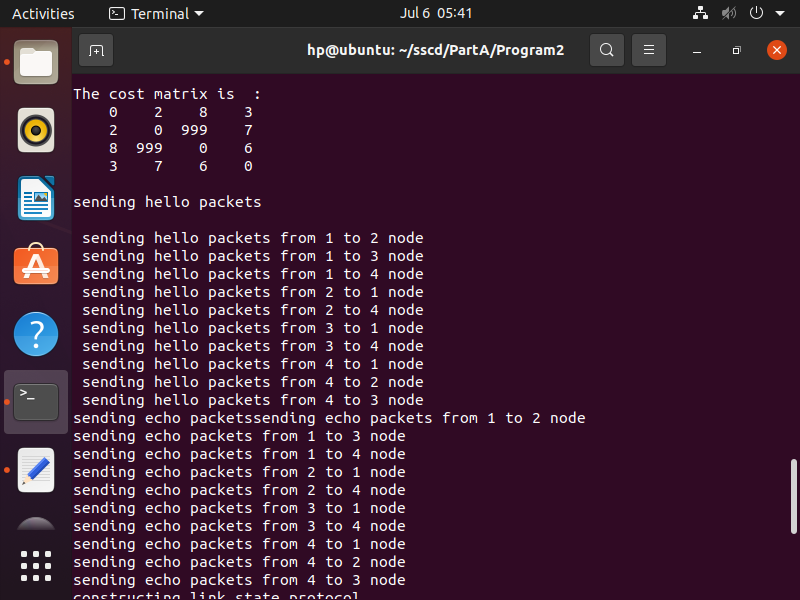 Activities Terminal Jul 6 05:41
hp@ubuntu: ~/sscd/PartA/Program2
The cost matrix is :
0 2 8 3
2 0 999 7
8 999 0 6
3 7 6 0
sending hello packets
sending hello packets from 1 to 2 node
sending hello packets from 1 to 3 node
sending hello packets from 1 to 4 node
sending hello packets from 2 to 1 node
sending hello packets from 2 to 4 node
sending hello packets from 3 to 1 node
sending hello packets from 3 to 4 node
sending hello packets from 4 to 1 node
sending hello packets from 4 to 2 node
sending hello packets from 4 to 3 node
sending echo packetssending echo packets from 1 to 2 node
sending echo packets from 1 to 3 node
sending echo packets from 1 to 4 node
sending echo packets from 2 to 1 node
sending echo packets from 2 to 4 node
sending echo packets from 3 to 1 node
sending echo packets from 3 to 4 node
sending echo packets from 4 to 1 node
sending echo packets from 4 to 2 node
sending echo packets from 4 to 3 node
constructing link state protocol